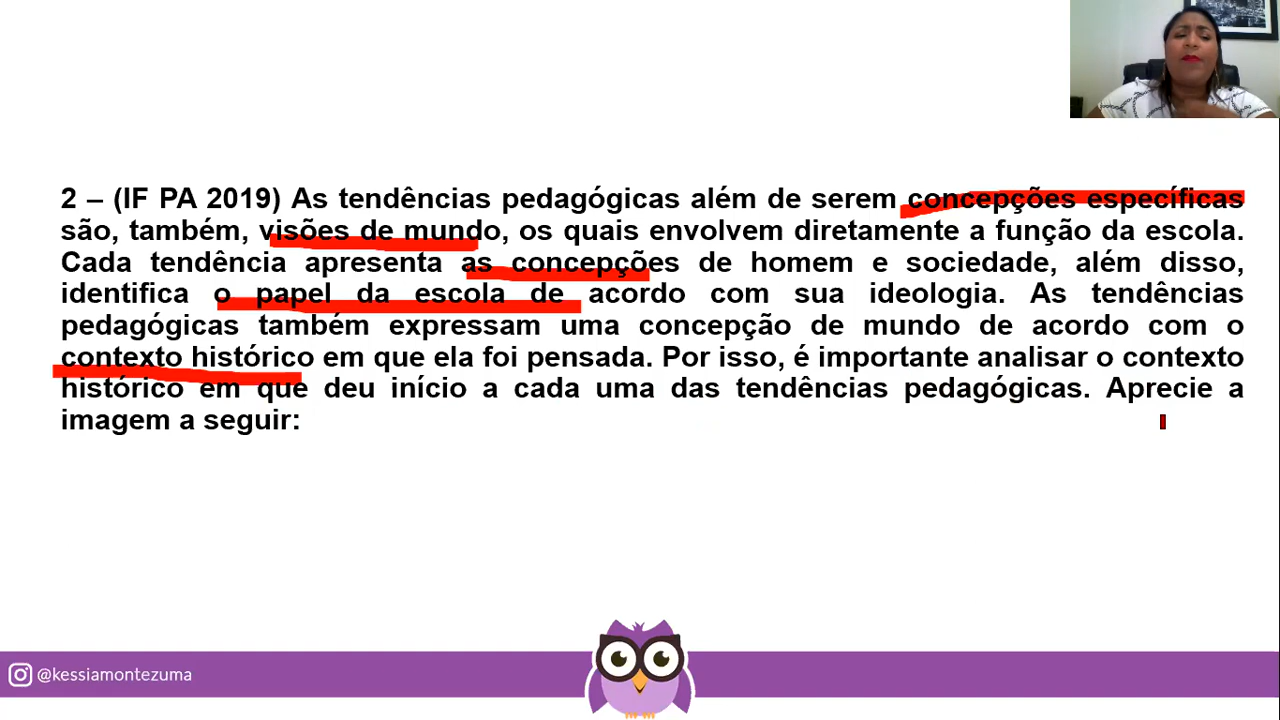 2 – (IF PA 2019) As tendências pedagógicas além de serem concepções específicas
são, também, visões de mundo, os quais envolvem diretamente a função da escola.
Cada tendência apresenta as concepções de homem e sociedade, além disso,
identifica o papel da escola de acordo com sua ideologia. As tendências
pedagógicas também expressam uma concepção de mundo de acordo com o
contexto histórico em que ela foi pensada. Por isso, é importante analisar o contexto
histórico em que deu início a cada uma das tendências pedagógicas. Aprecie a
imagem a seguir:
@kessiamontezuma